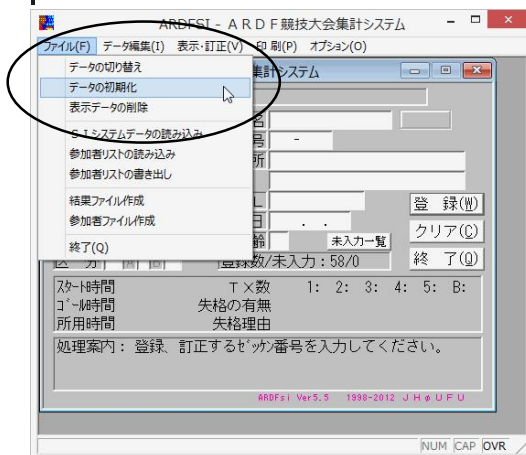 ARDFSI - ＡＲＤＦ競技大会集計システム
ファイル(F) データ編集(I) 表示・訂正(V) 印刷(P) オプション(O)
データの切り替え
データの初期化
表示データの削除
ＳＩシステムデータの読み込み
参加者リストの読み込み
参加者リストの書き出し
結果ファイル作成
参加者ファイル作成
終了(Q)
集計システム
名
号 -
所
L
日 . .
齢 未入力一覧
登 録(W)
クリア(C)
終 了(Q)
区 分 登録数/未入力：58/0
ｽﾀｰﾄ時間 ＴＸ数 1: 2: 3: 4: 5: B:
ｺﾞｰﾙ時間 失格の有無
所用時間 失格理由
処理案内： 登録、訂正するｾﾞｯｹﾝ番号を入力してください。
ARDFsi Ver5.5 1998-2012 ＪＨφＵＦＵ
NUM CAP OVR